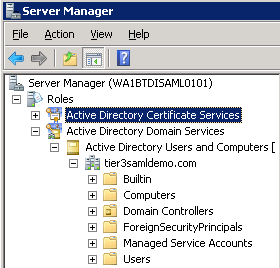 Server Manager
File Action View Help
Server Manager (WA1BTDISAML0101)
Roles
Active Directory Certificate Services
Active Directory Domain Services
Active Directory Users and Computers [
tier3samldemo.com
Builtin
Computers
Domain Controllers
ForeignSecurityPrincipals
Managed Service Accounts
Users